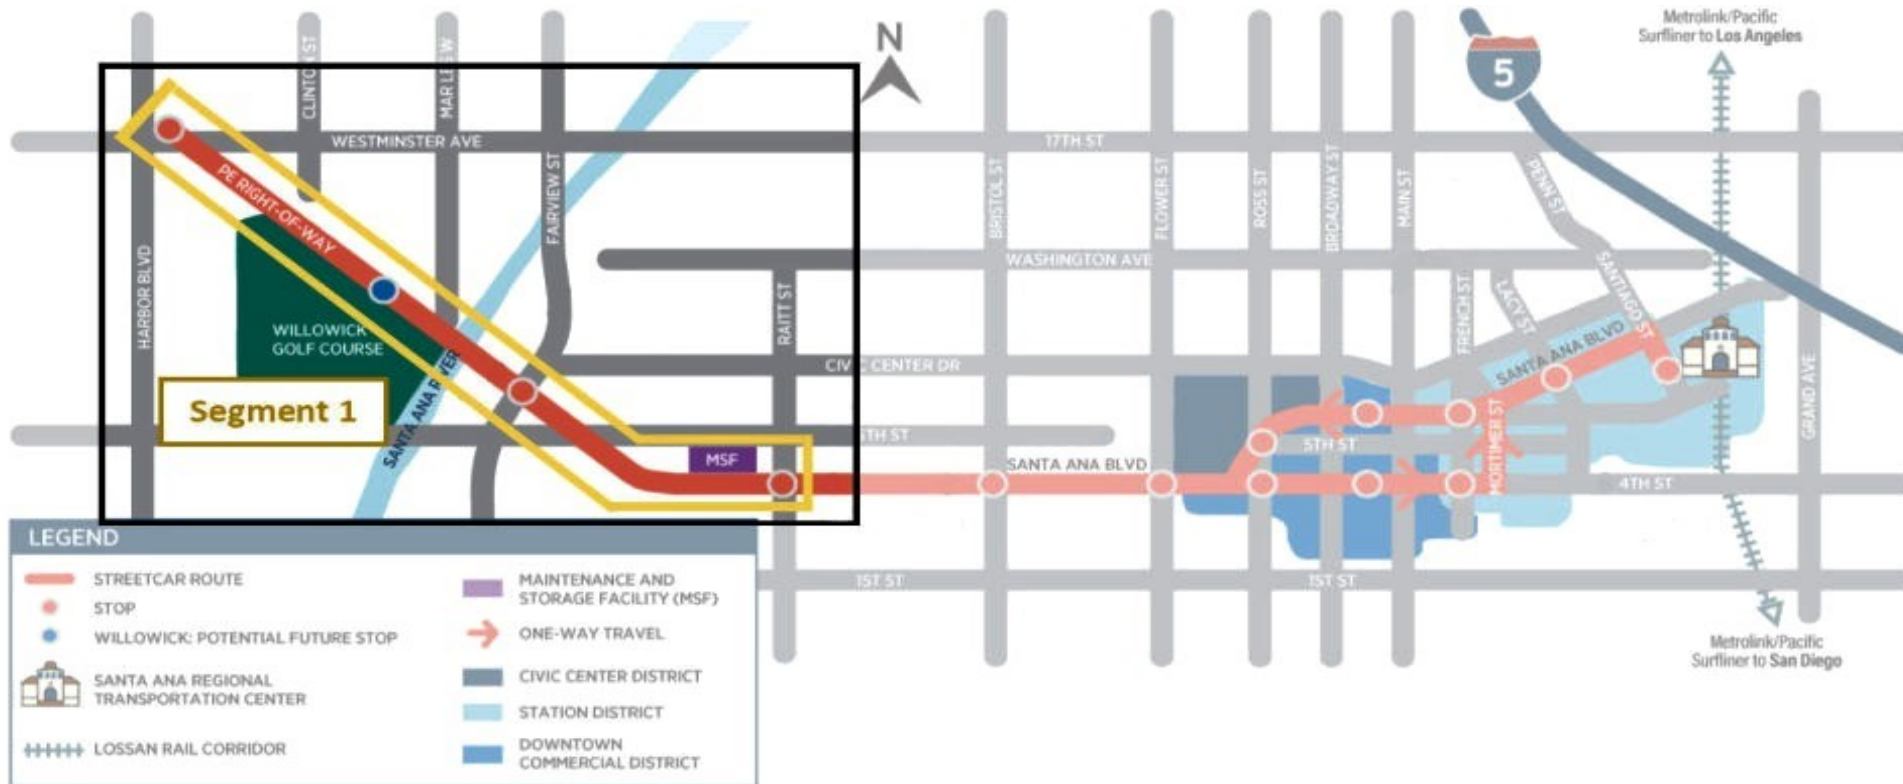 Metrolink/Pacific
Surfliner to Los Angeles
N
5
CLINTON ST
WESTMINSTER AVE
17TH ST
PE RIGHT-OF-WAY
HARBOR BLVD
FAIRVIEW ST
BRISTOL ST
FLOWER ST
ROSS ST
BROADWAY ST
MAIN ST
PENN ST
WASHINGTON AVE
SANTIAGO ST
FRENCH ST
LACY ST
RAITT ST
WILLOWICK
GOLF COURSE
CIVIC CENTER DR
SANTA ANA BLVD
GRAND AVE
Segment 1
SANTA ANA RIVER
5TH ST
MSF
SANTA ANA BLVD
MORTIMER ST
4TH ST
1ST ST
1ST ST
Metrolink/Pacific
Surfliner to San Diego
LEGEND
STREETCAR ROUTE
STOP
WILLOWICK: POTENTIAL FUTURE STOP
SANTA ANA REGIONAL
TRANSPORTATION CENTER
LOSSAN RAIL CORRIDOR
MAINTENANCE AND
STORAGE FACILITY (MSF)
ONE-WAY TRAVEL
CIVIC CENTER DISTRICT
STATION DISTRICT
DOWNTOWN
COMMERCIAL DISTRICT